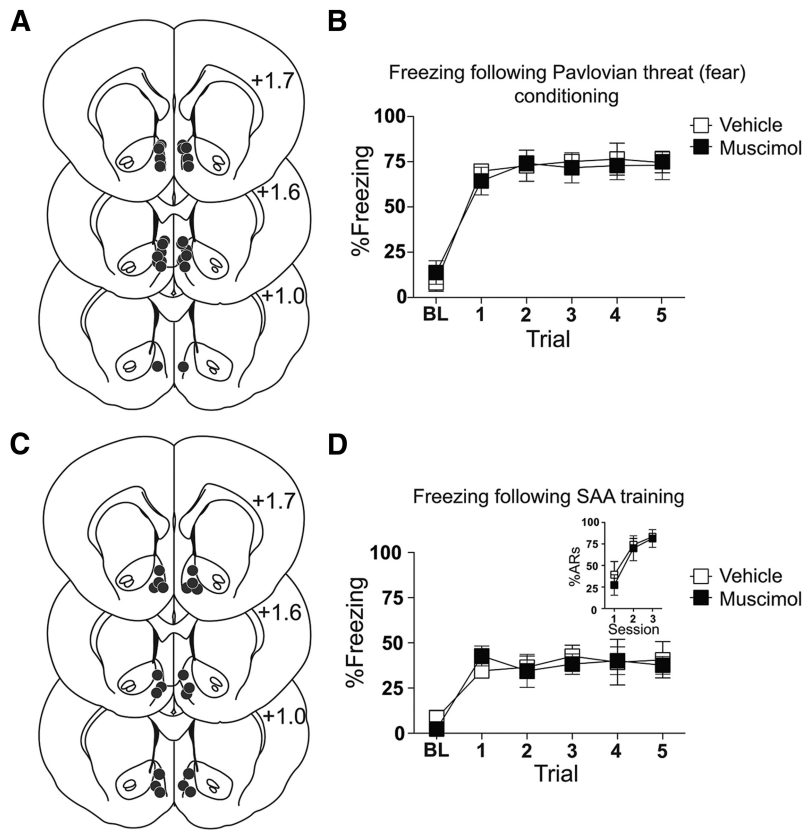 A
+1.7
+1.6
+1.0
B
Freezing following Pavlovian threat (fear)
conditioning
%Freezing
100
75
50
25
0
BL 1 2 3 4 5
Trial
Vehicle
Muscimol
C
+1.7
+1.6
+1.0
D
Freezing following SAA training
%Freezing
100
75
50
25
0
BL 1 2 3 4 5
Trial
%ARs
100
75
50
25
0
1 2 3
Session
Vehicle
Muscimol